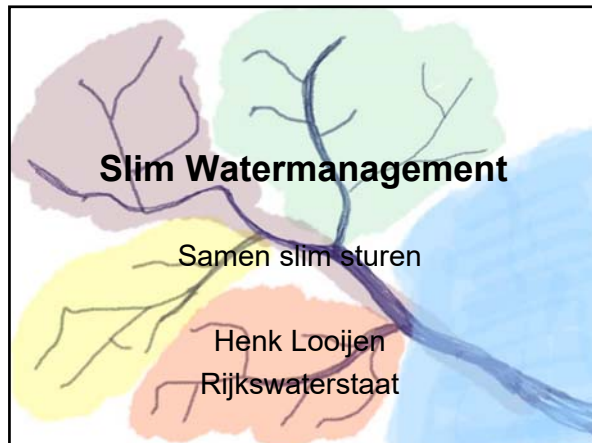 Slim Watermanagement
Samen slim sturen
Henk Looijen
Rijkswaterstaat